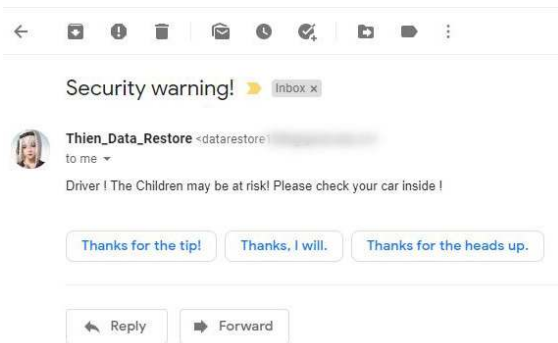 Security warning!
Inbox x
Thien_Data_Restore <datarestore
to me
Driver ! The Children may be at risk! Please check your car inside !
Thanks for the tip!
Thanks, I will.
Thanks for the heads up.
Reply
Forward